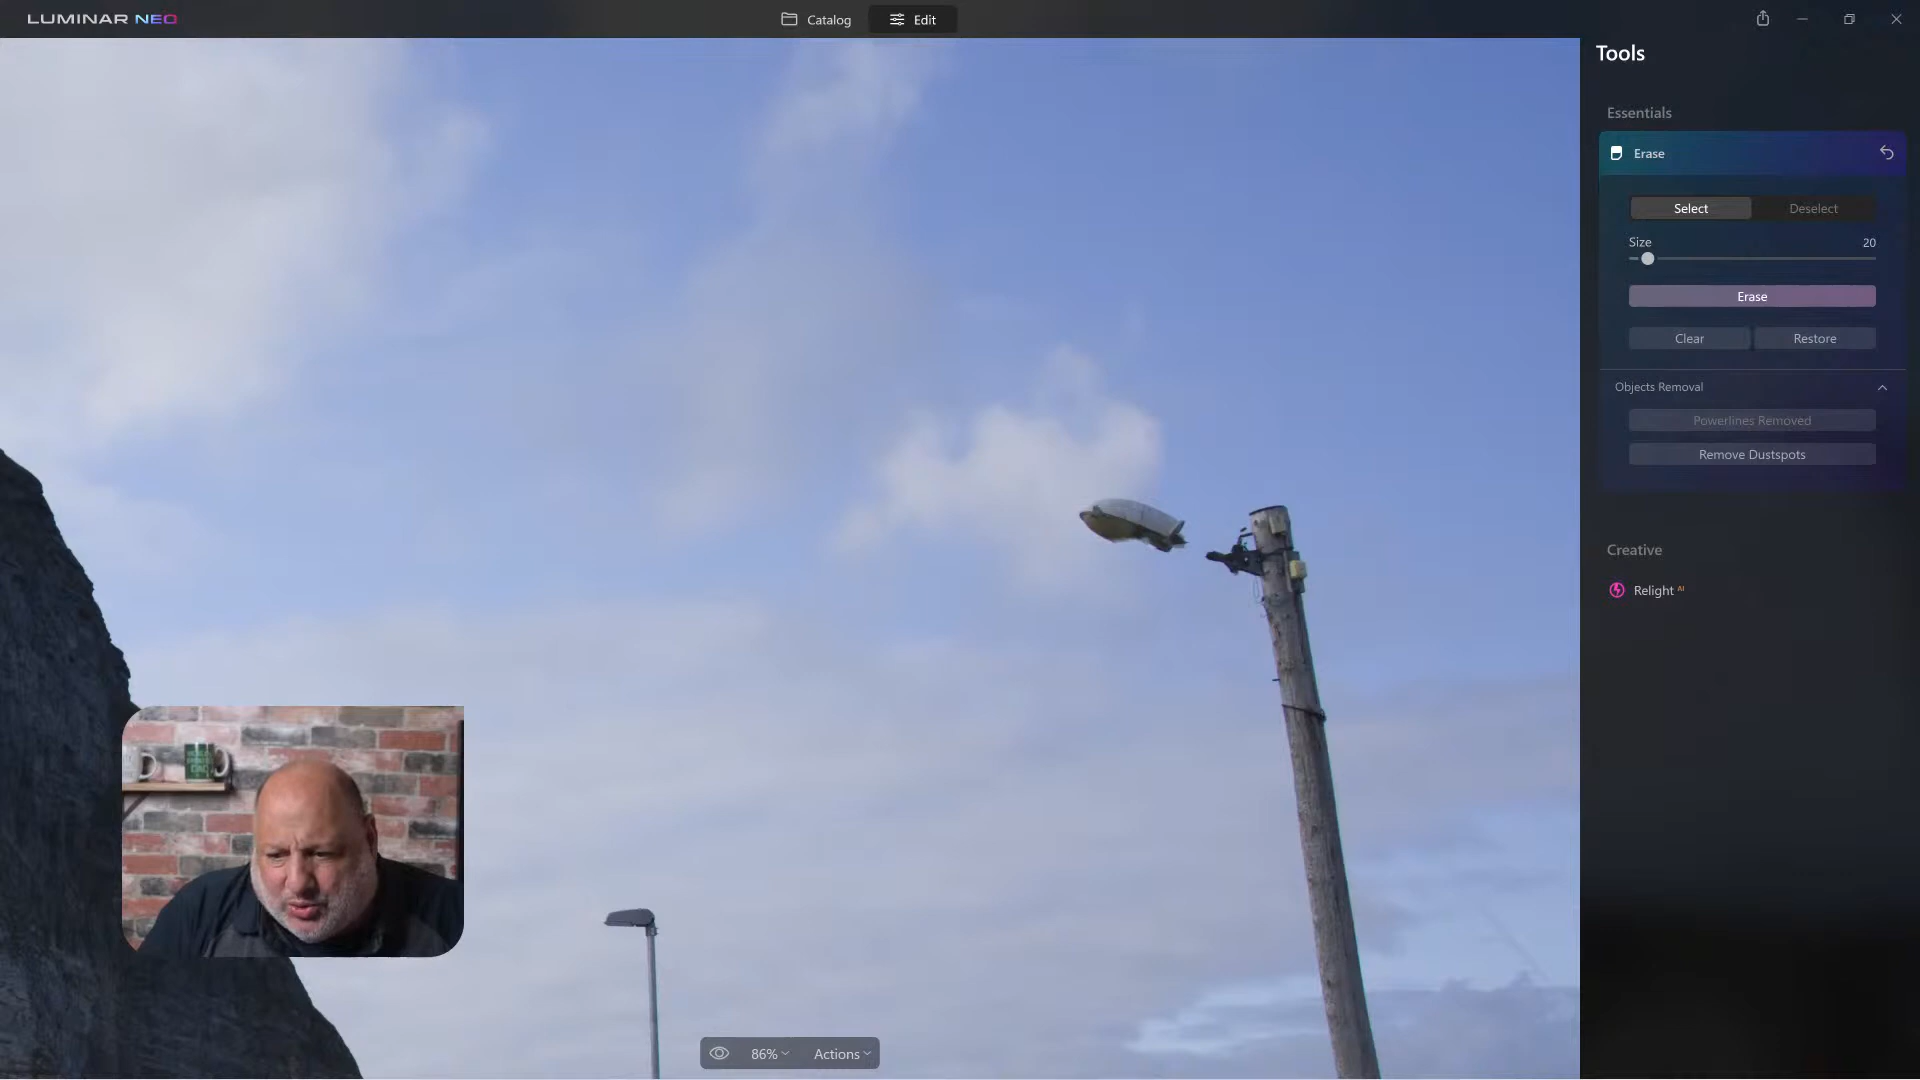 LUMINAR NEO
Catalog
Edit
Tools
Essentials
Erase
Select
Deselect
Size
20
Erase
Clear
Restore
Objects Removal
Powerlines Removed
Remove Dustspots
Creative
Relight AI
86%
Actions